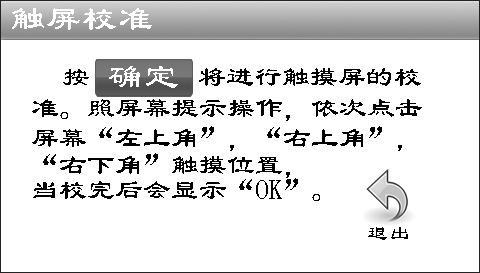 触屏校准
按 确定 将进行触摸屏的校
准。照屏幕提示操作，依次点击
屏幕“左上角”，“右上角”，
“右下角”触摸位置，
当校完后会显示“OK”。
退出